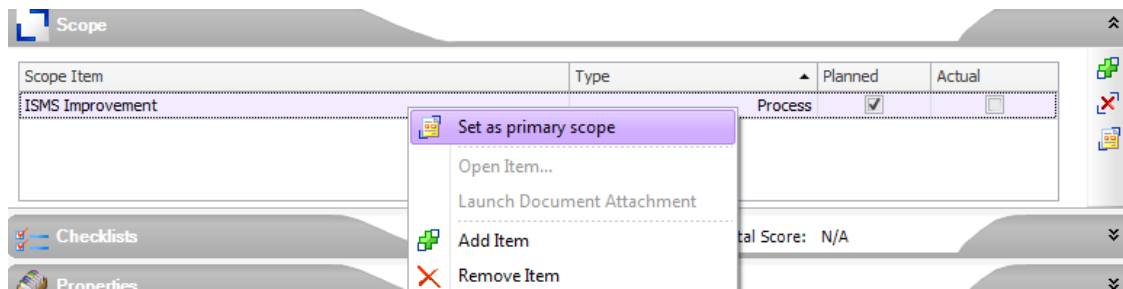 Scope
Scope Item Type Planned Actual
ISMS Improvement Process
Set as primary scope
Open Item...
Launch Document Attachment
Checklists tal Score: N/A
Add Item
Properties
Remove Item